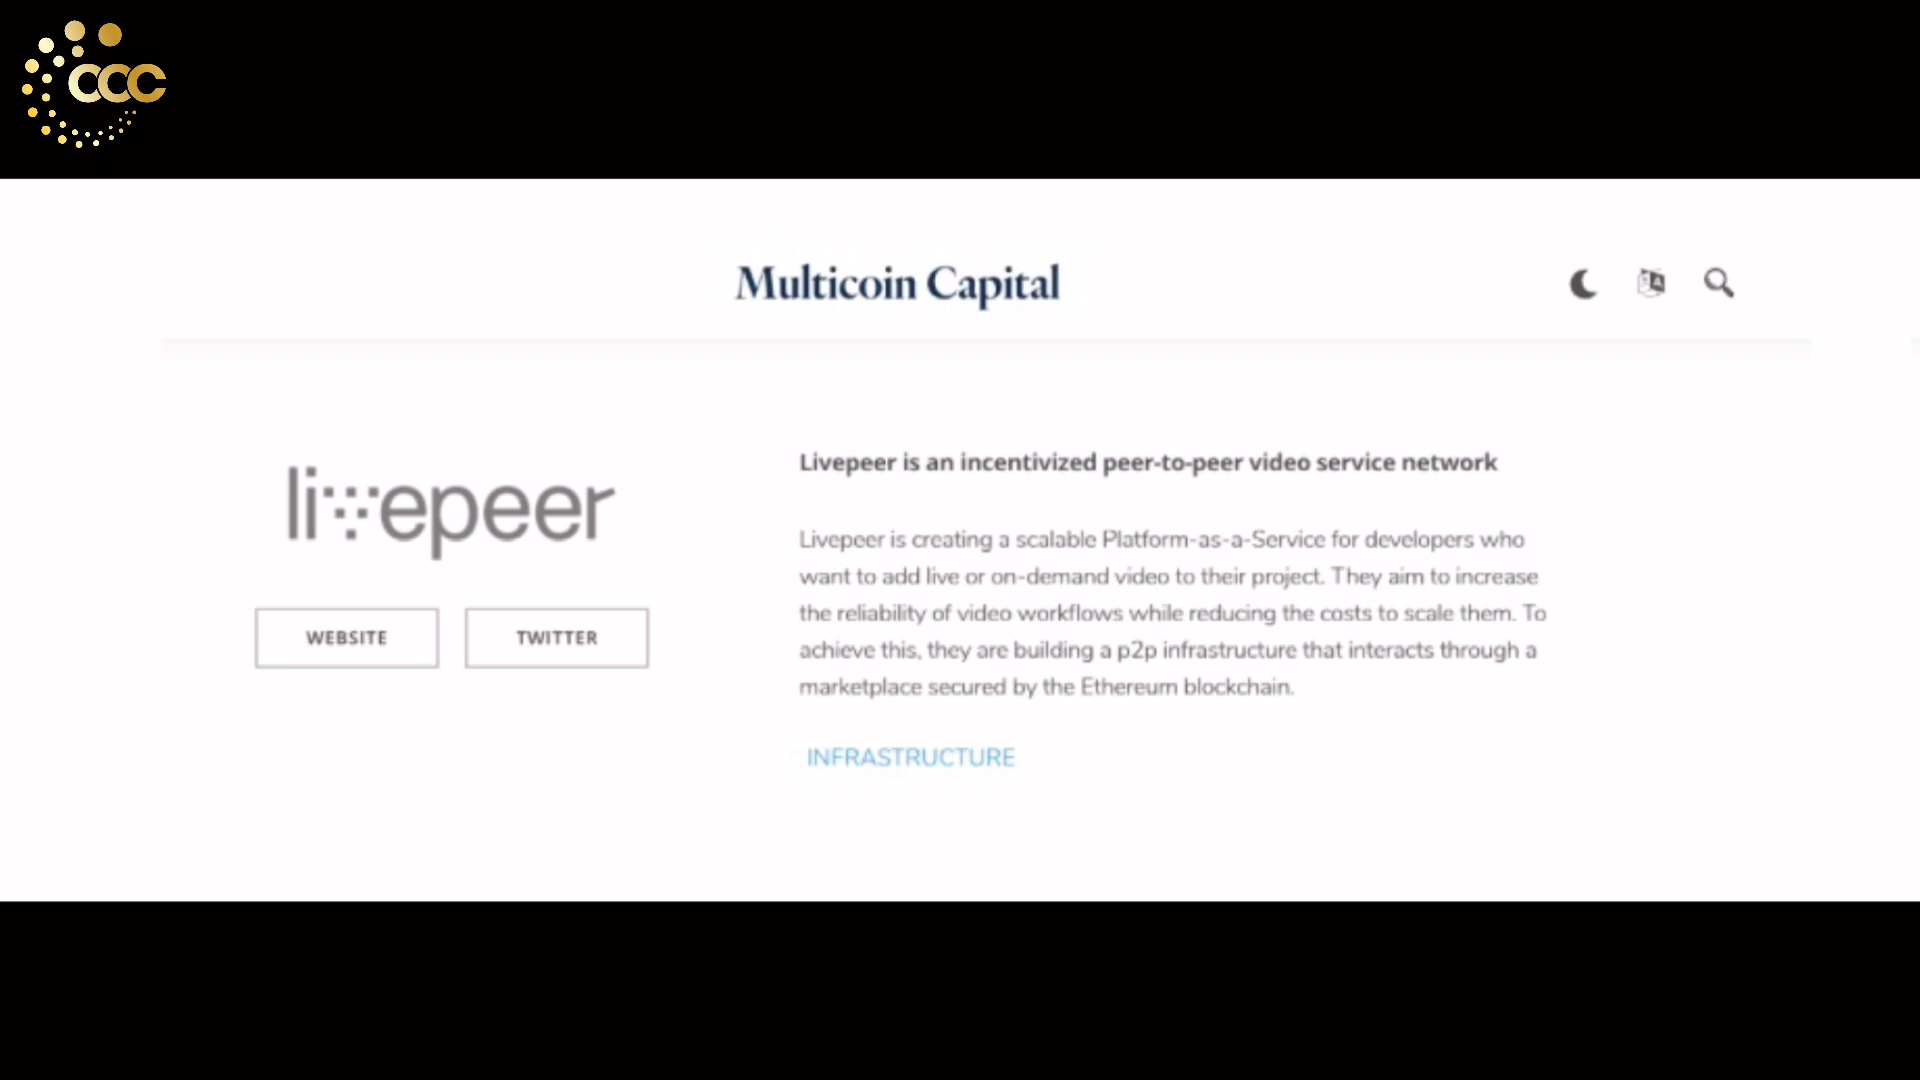 CCC
Multicoin Capital
livepeer
WEBSITE
TWITTER
Livepeer is an incentivized peer-to-peer video service network
Livepeer is creating a scalable Platform-as-a-Service for developers who
want to add live or on-demand video to their project. They aim to increase
the reliability of video workflows while reducing the costs to scale them. To
achieve this, they are building a p2p infrastructure that interacts through a
marketplace secured by the Ethereum blockchain.
INFRASTRUCTURE